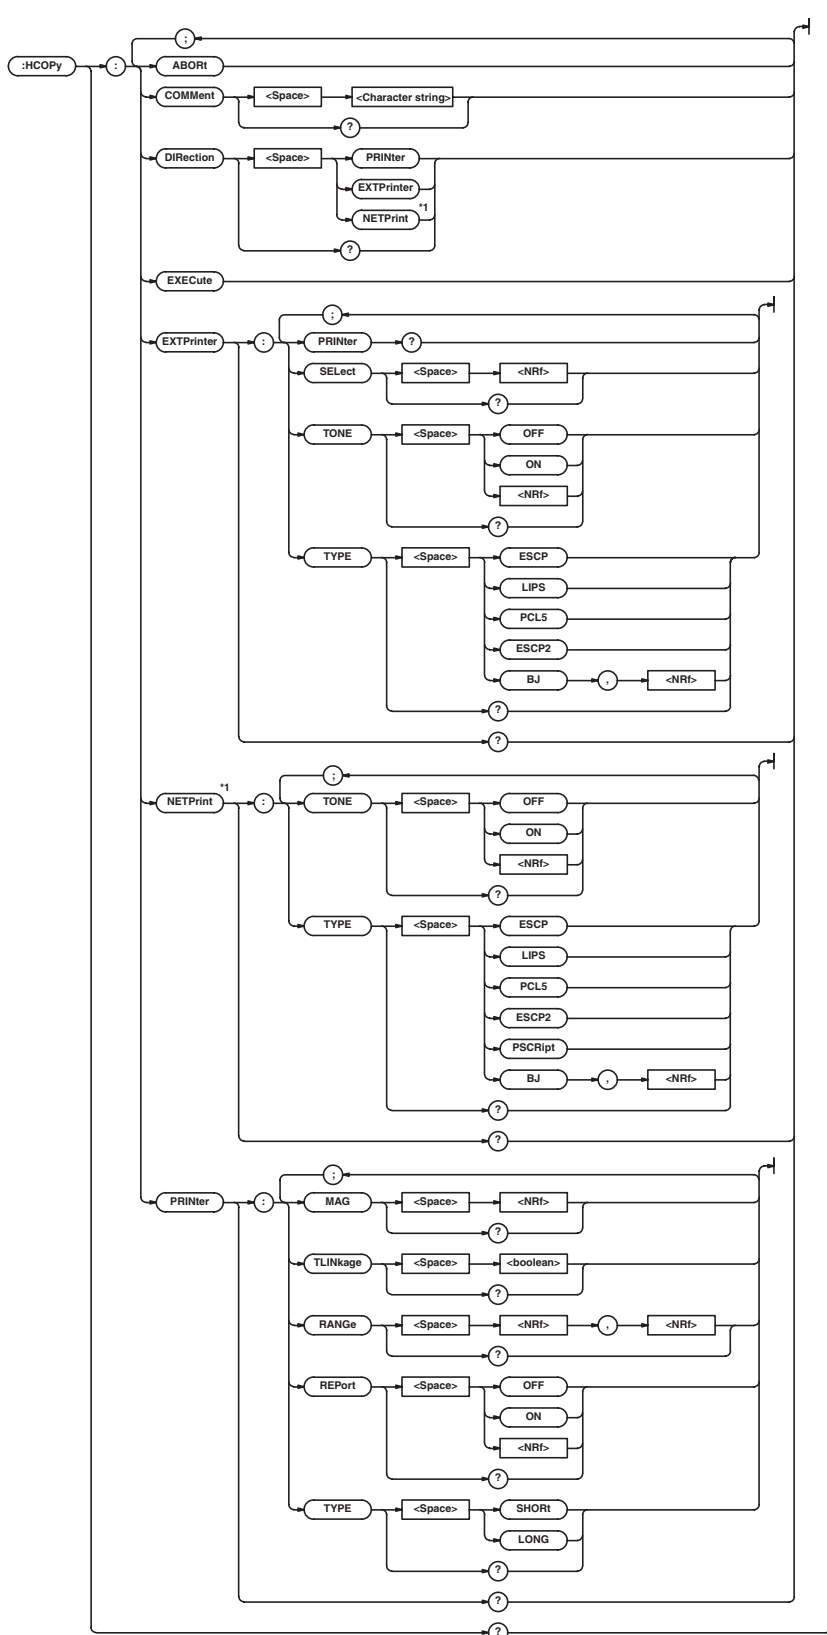 ;
:HCOPy : ABORt
COMMent <Space> <Character string>
?
DIRection <Space> PRINter
EXTPrinter
NETPrint *1
?
EXECute
;
EXTPrinter : PRINter ?
SELect <Space> <NRf>
?
TONE <Space> OFF
ON
<NRf>
?
TYPE <Space> ESCP
LIPS
PCL5
ESCP2
BJ , <NRf>
?
?
;
NETPrint *1 : TONE <Space> OFF
ON
<NRf>
?
TYPE <Space> ESCP
LIPS
PCL5
ESCP2
PSCRipt
BJ , <NRf>
?
?
;
PRINter : MAG <Space> <NRf>
?
TLINkage <Space> <boolean>
?
RANGe <Space> <NRf> , <NRf>
?
REPort <Space> OFF
ON
<NRf>
?
TYPE <Space> SHORt
LONG
?
?
?